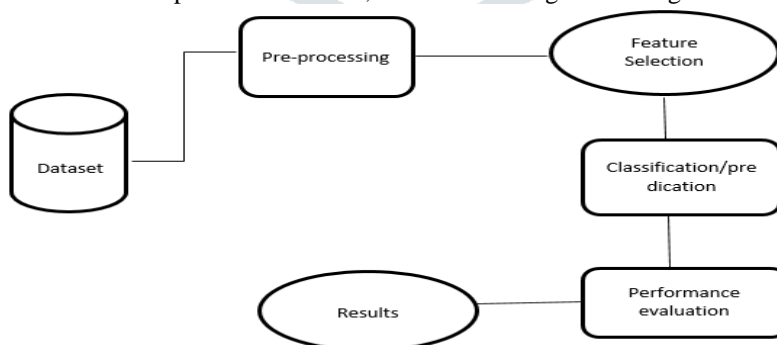 Pre-processing
Feature
Selection
Dataset
Classification/pre
dication
Performance
evaluation
Results